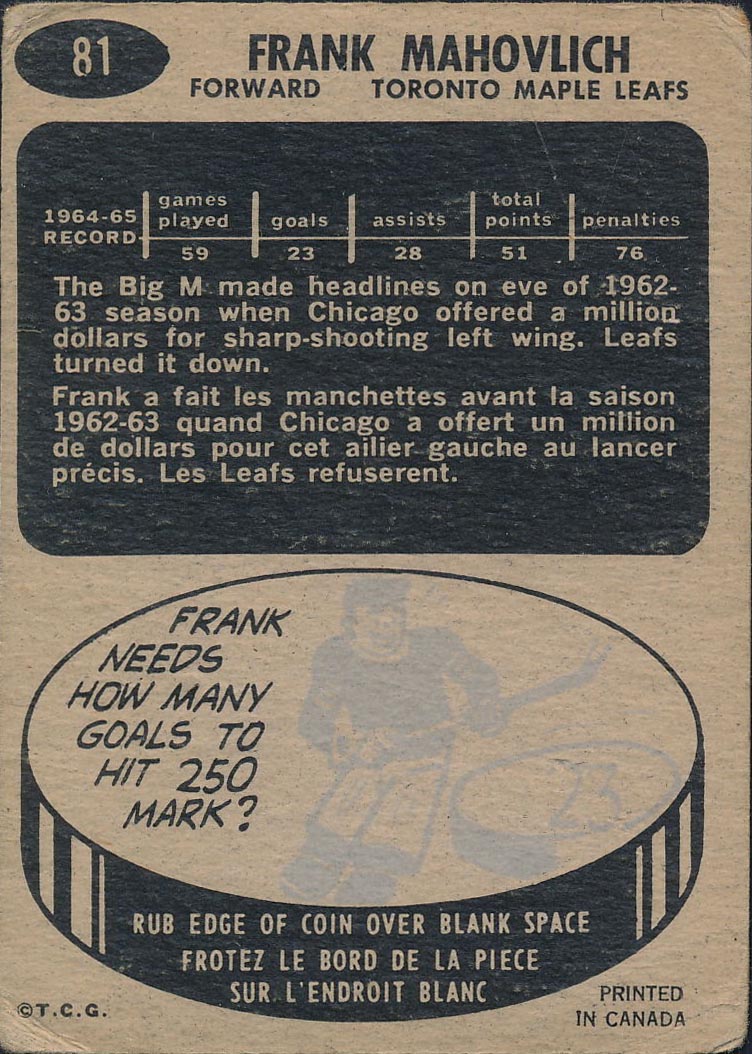 81
FRANK MAHOVLICH
FORWARD TORONTO MAPLE LEAFS
1964-65 RECORD games played goals assists total points penalties
59 23 28 51 76
The Big M made headlines on eve of 1962-
63 season when Chicago offered a million
dollars for sharp-shooting left wing. Leafs
turned it down.
Frank a fait les manchettes avant la saison
1962-63 quand Chicago a offert un million
de dollars pour cet ailier gauche au lancer
précis. Les Leafs refuserent.
FRANK
NEEDS
HOW MANY
GOALS TO
HIT 250
MARK?
23
RUB EDGE OF COIN OVER BLANK SPACE
FROTEZ LE BORD DE LA PIECE
SUR L'ENDROIT BLANC
©T.C.G.
PRINTED
IN CANADA